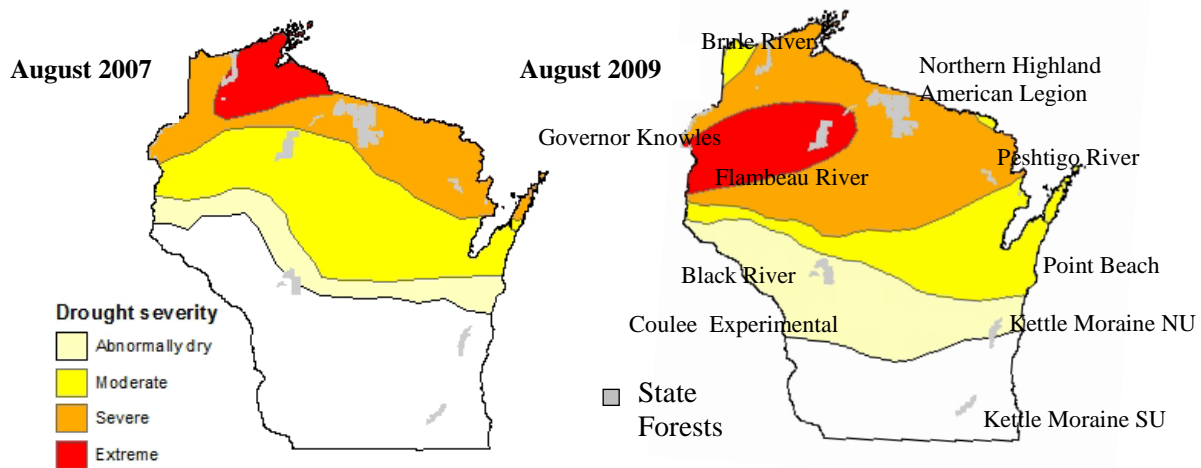 August 2007
Drought severity
Abnormally dry
Moderate
Severe
Extreme
August 2009
Brule River
Northern Highland
American Legion
Governor Knowles
Peshtigo River
Flambeau River
Black River
Point Beach
Coulee Experimental
Kettle Moraine NU
State
Forests
Kettle Moraine SU